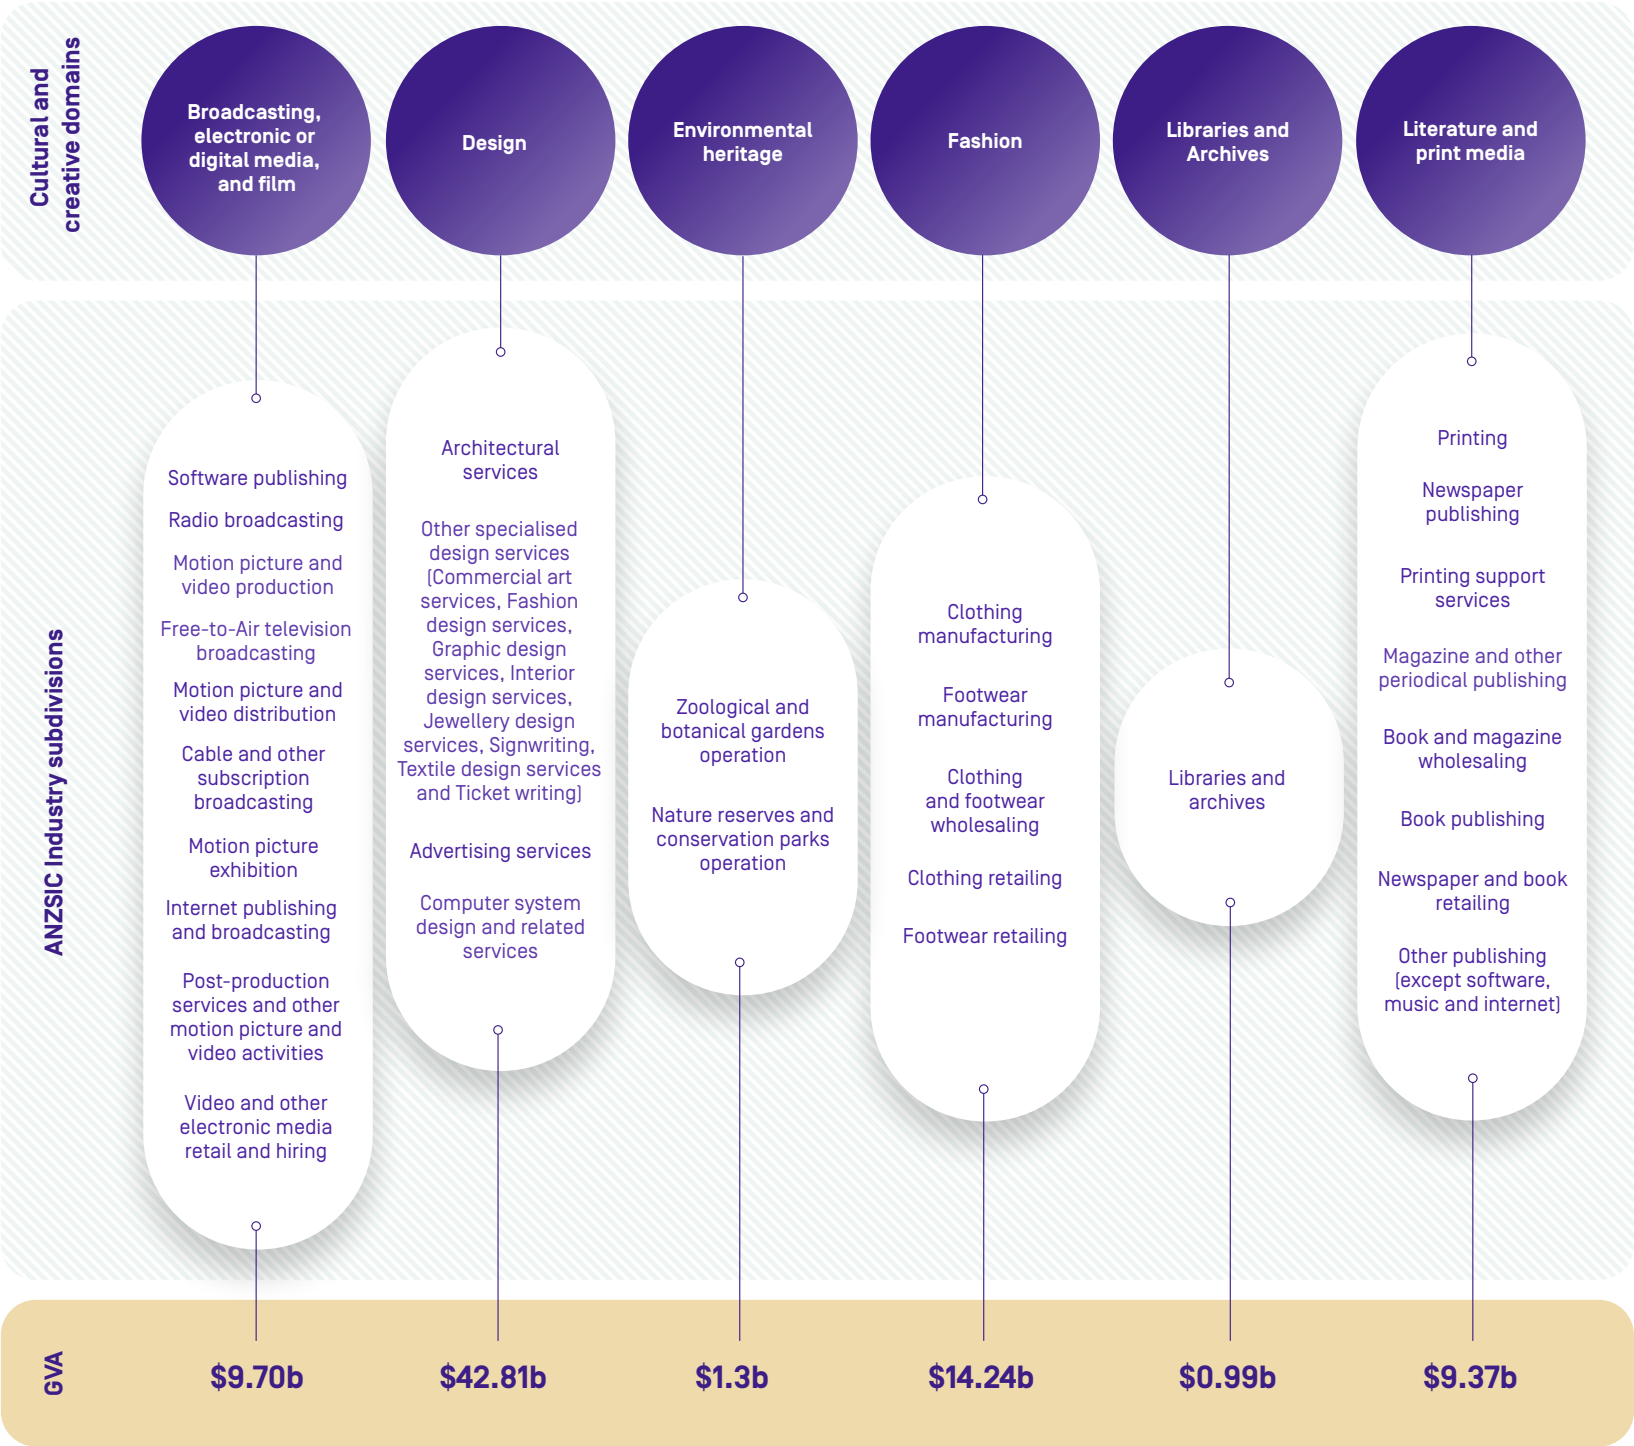 Cultural and
creative domains
Broadcasting,
electronic or
digital media,
and film
Design
Environmental
heritage
Fashion
Libraries and
Archives
Literature and
print media
ANZSIC Industry subdivisions
Software publishing
Radio broadcasting
Motion picture and
video production
Free-to-Air television
broadcasting
Motion picture and
video distribution
Cable and other
subscription
broadcasting
Motion picture
exhibition
Internet publishing
and broadcasting
Post-production
services and other
motion picture and
video activities
Video and other
electronic media
retail and hiring
Architectural
services
Other specialised
design services
(Commercial art
services, Fashion
design services,
Graphic design
services, Interior
design services,
Jewellery design
services, Signwriting,
Textile design services
and Ticket writing)
Advertising services
Computer system
design and related
services
Zoological and
botanical gardens
operation
Nature reserves and
conservation parks
operation
Clothing
manufacturing
Footwear
manufacturing
Clothing
and footwear
wholesaling
Clothing retailing
Footwear retailing
Libraries and
archives
Printing
Newspaper
publishing
Printing support
services
Magazine and other
periodical publishing
Book and magazine
wholesaling
Book publishing
Newspaper and book
retailing
Other publishing
(except software,
music and internet)
GVA
$9.70b
$42.81b
$1.3b
$14.24b
$0.99b
$9.37b